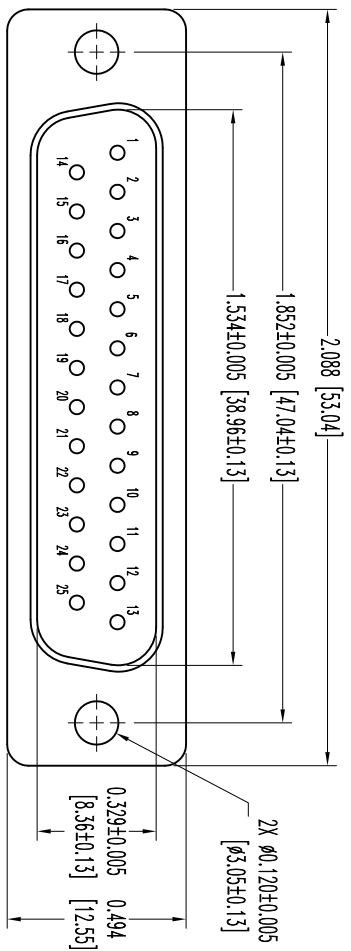 2.088 [53.04]
1.852±0.005 [47.04±0.13]
1.534±0.005 [38.96±0.13]
2X ø0.120±0.005
[ø3.05±0.13]
1 2 3 4 5 6 7 8 9 10 11 12 13
14 15 16 17 18 19 20 21 22 23 24 25
0.329±0.005
[8.36±0.13]
0.494
[12.55]